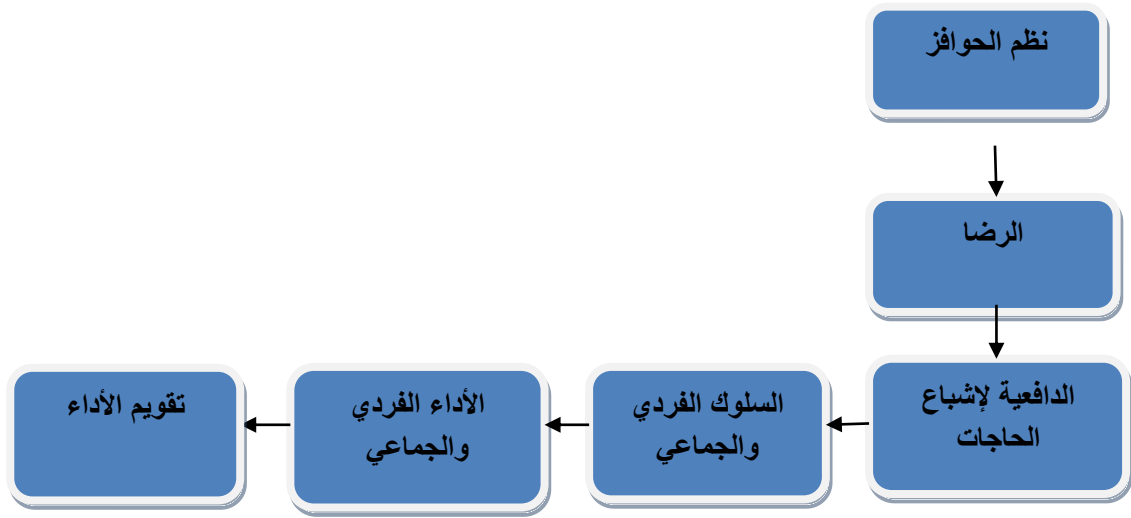 نظم الحوافز
الرضا
الدافعية لإشباع
الحاجات
السلوك الفردي
والجماعي
الأداء الفردي
والجماعي
تقويم الأداء